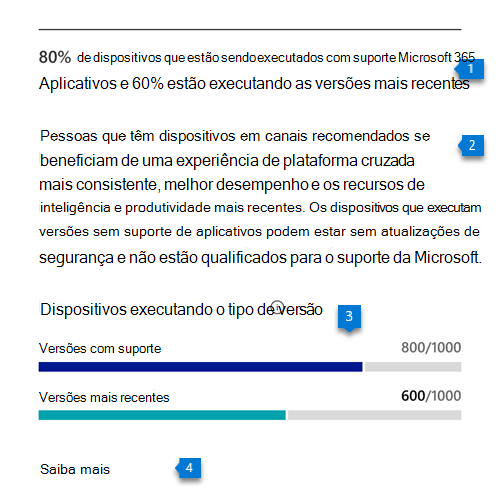 80% de dispositivos que estão sendo executados com suporte Microsoft 365
1
Aplicativos e 60% estão executando as versões mais recentes
Pessoas que têm dispositivos em canais recomendados se
2
beneficiam de uma experiência de plataforma cruzada
mais consistente, melhor desempenho e os recursos de
inteligência e produtividade mais recentes. Os dispositivos que executam
versões sem suporte de aplicativos podem estar sem atualizações de
segurança e não estão qualificados para o suporte da Microsoft.
Dispositivos executando o tipo de versão
3
Versões com suporte 800/1000
Versões mais recentes 600/1000
Saiba mais 4